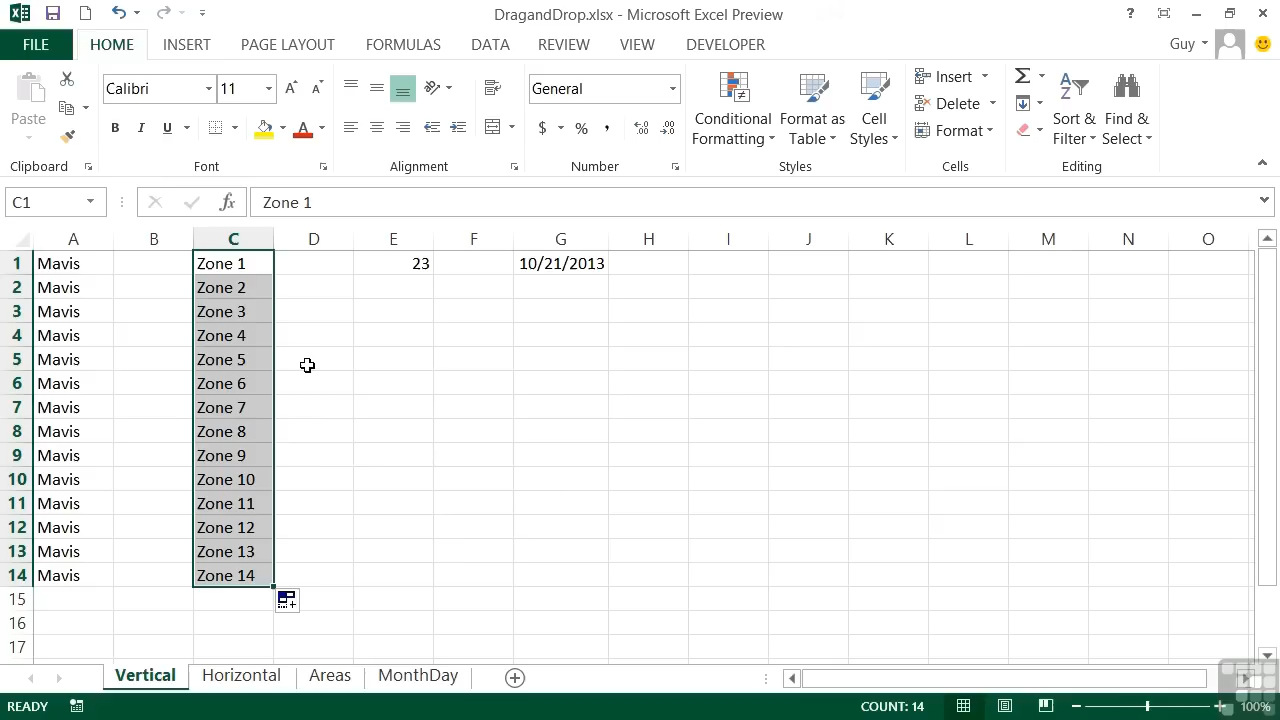 DragandDrop.xlsx - Microsoft Excel Preview
FILE HOME INSERT PAGE LAYOUT FORMULAS DATA REVIEW VIEW DEVELOPER Guy
Paste
Calibri 11
General
Conditional Formatting
Format as Table
Cell Styles
Insert
Delete
Format
Sort & Filter
Find & Select
B I U A
$ % ,
Clipboard Font Alignment Number Styles Cells Editing
C1 fx Zone 1
A B C D E F G H I J K L M N O
1 Mavis Zone 1 23 10/21/2013
2 Mavis Zone 2
3 Mavis Zone 3
4 Mavis Zone 4
5 Mavis Zone 5
6 Mavis Zone 6
7 Mavis Zone 7
8 Mavis Zone 8
9 Mavis Zone 9
10 Mavis Zone 10
11 Mavis Zone 11
12 Mavis Zone 12
13 Mavis Zone 13
14 Mavis Zone 14
15
16
17
Vertical Horizontal Areas MonthDay
READY COUNT: 14 100%